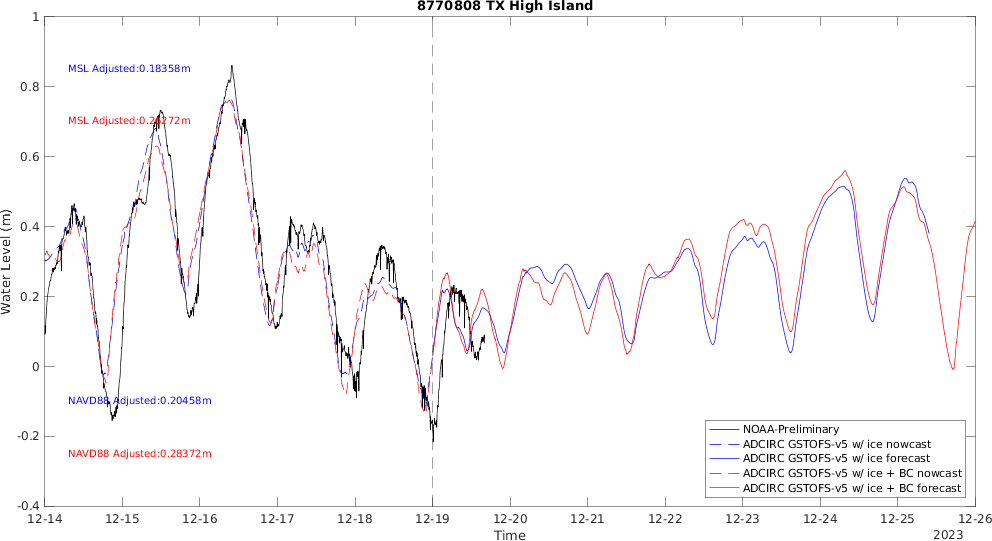 8770808 TX High Island
1
0.8
0.6
0.4
0.2
0
-0.2
-0.4
Water Level (m)
MSL Adjusted:0.18358m
MSL Adjusted:0.26272m
NAVD88 Adjusted:0.20458m
NAVD88 Adjusted:0.28372m
NOAA-Preliminary
ADCIRC GSTOFS-v5 w/ ice nowcast
ADCIRC GSTOFS-v5 w/ ice forecast
ADCIRC GSTOFS-v5 w/ ice + BC nowcast
ADCIRC GSTOFS-v5 w/ ice + BC forecast
12-14 12-15 12-16 12-17 12-18 12-19 12-20 12-21 12-22 12-23 12-24 12-25 12-26
Time
2023